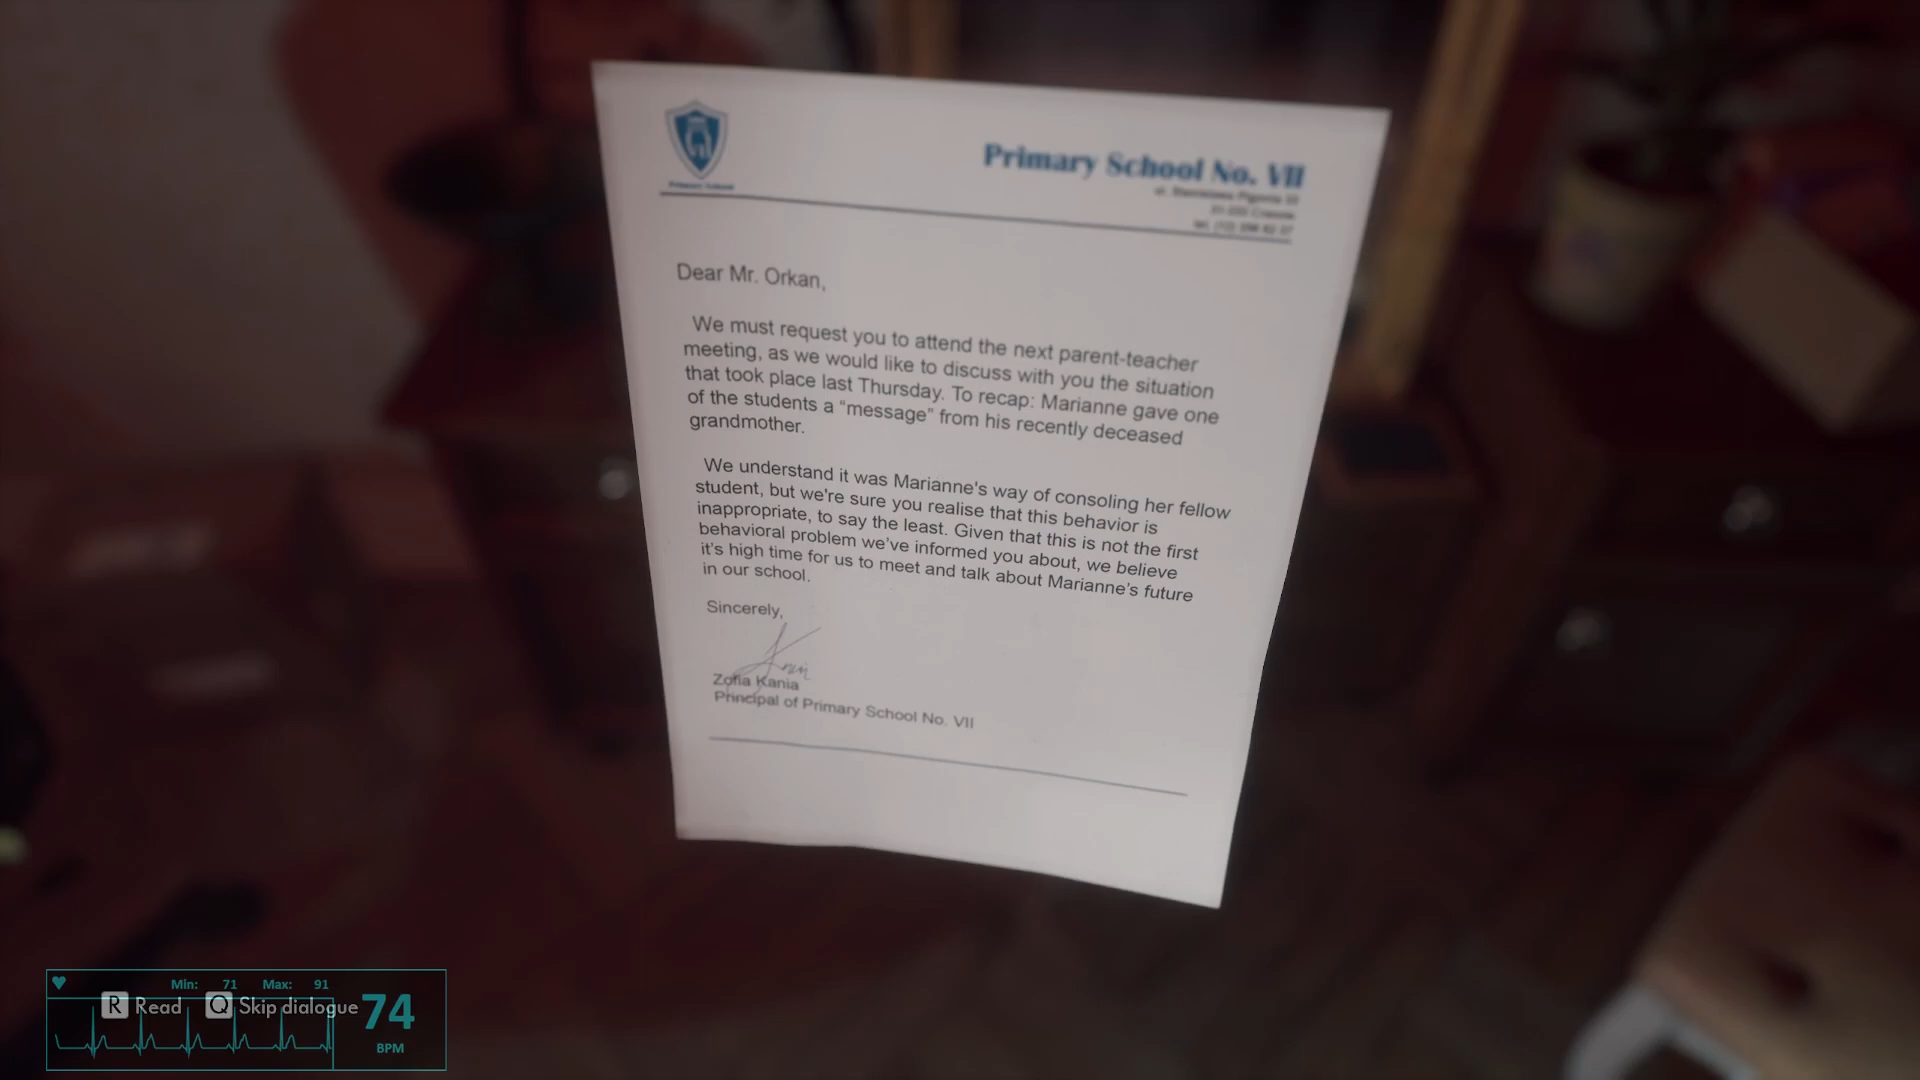 Primary School
Primary School No. VII
Dear Mr. Orkan,
We must request you to attend the next parent-teacher
meeting, as we would like to discuss with you the situation
that took place last Thursday. To recap: Marianne gave one
of the students a “message” from his recently deceased
grandmother.
We understand it was Marianne's way of consoling her fellow
student, but we're sure you realise that this behavior is
inappropriate, to say the least. Given that this is not the first
behavioral problem we've informed you about, we believe
it's high time for us to meet and talk about Marianne’s future
in our school.
Sincerely,
Zofia Kania
Principal of Primary School No. VII
Min: 71 Max: 91
R Read Q Skip dialogue 74
BPM